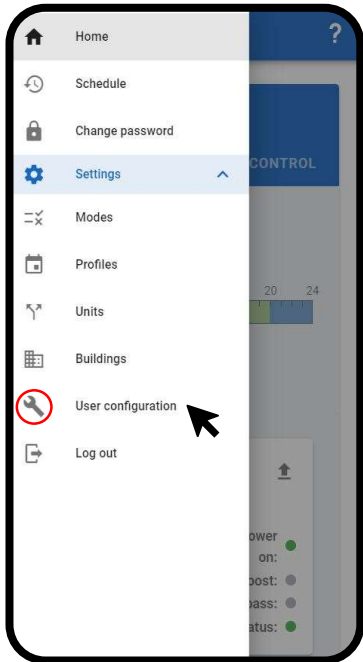 Home
?
Schedule
Change password
CONTROL
Settings
Modes
Profiles
20 24
Units
Buildings
User configuration
Log out
ower
on:
ost:
ass:
atus: